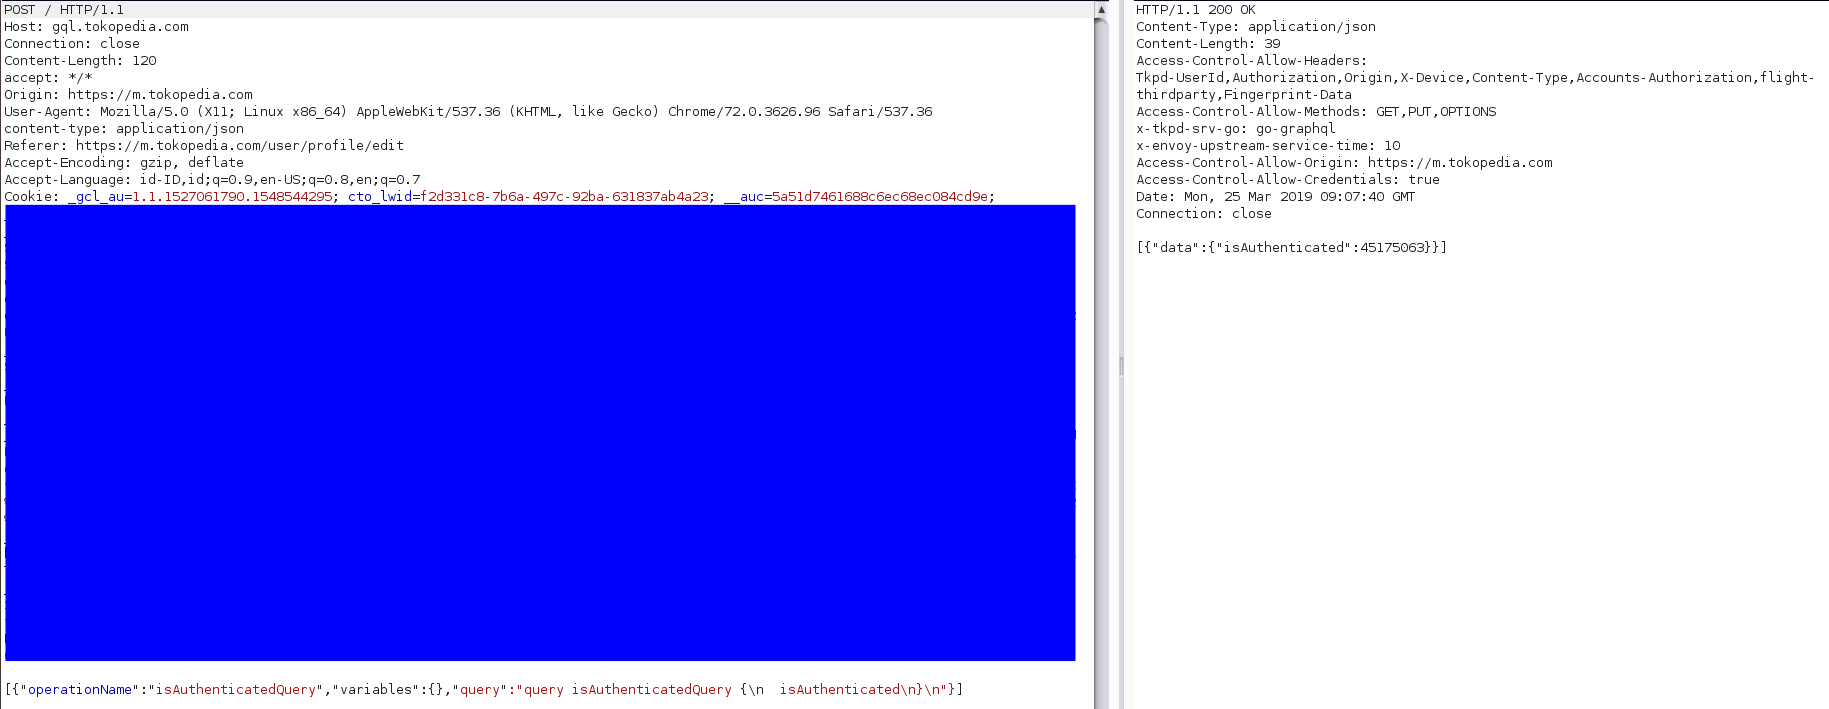 POST / HTTP/1.1
Host: gql.tokopedia.com
Connection: close
Content-Length: 120
accept: */*
Origin: https://m.tokopedia.com
User-Agent: Mozilla/5.0 (X11; Linux x86_64) AppleWebKit/537.36 (KHTML, like Gecko) Chrome/72.0.3626.96 Safari/537.36
content-type: application/json
Referer: https://m.tokopedia.com/user/profile/edit
Accept-Encoding: gzip, deflate
Accept-Language: id-ID,id;q=0.9,en-US;q=0.8,en;q=0.7
Cookie: _gcl_au=1.1.1527061790.1548544295; cto_lwid=f2d331c8-7b6a-497c-92ba-631837ab4a23; __auc=5a51d7461688c6ec68ec084cd9e;
[{"operationName":"isAuthenticatedQuery","variables":{},"query":"query isAuthenticatedQuery {\n  isAuthenticated\n}\n"}]
HTTP/1.1 200 OK
Content-Type: application/json
Content-Length: 39
Access-Control-Allow-Headers:
Tkpd-UserId,Authorization,Origin,X-Device,Content-Type,Accounts-Authorization,flight-
thirdparty,Fingerprint-Data
Access-Control-Allow-Methods: GET,PUT,OPTIONS
x-tkpd-srv-go: go-graphql
x-envoy-upstream-service-time: 10
Access-Control-Allow-Origin: https://m.tokopedia.com
Access-Control-Allow-Credentials: true
Date: Mon, 25 Mar 2019 09:07:40 GMT
Connection: close
[{"data":{"isAuthenticated":45175063}}]